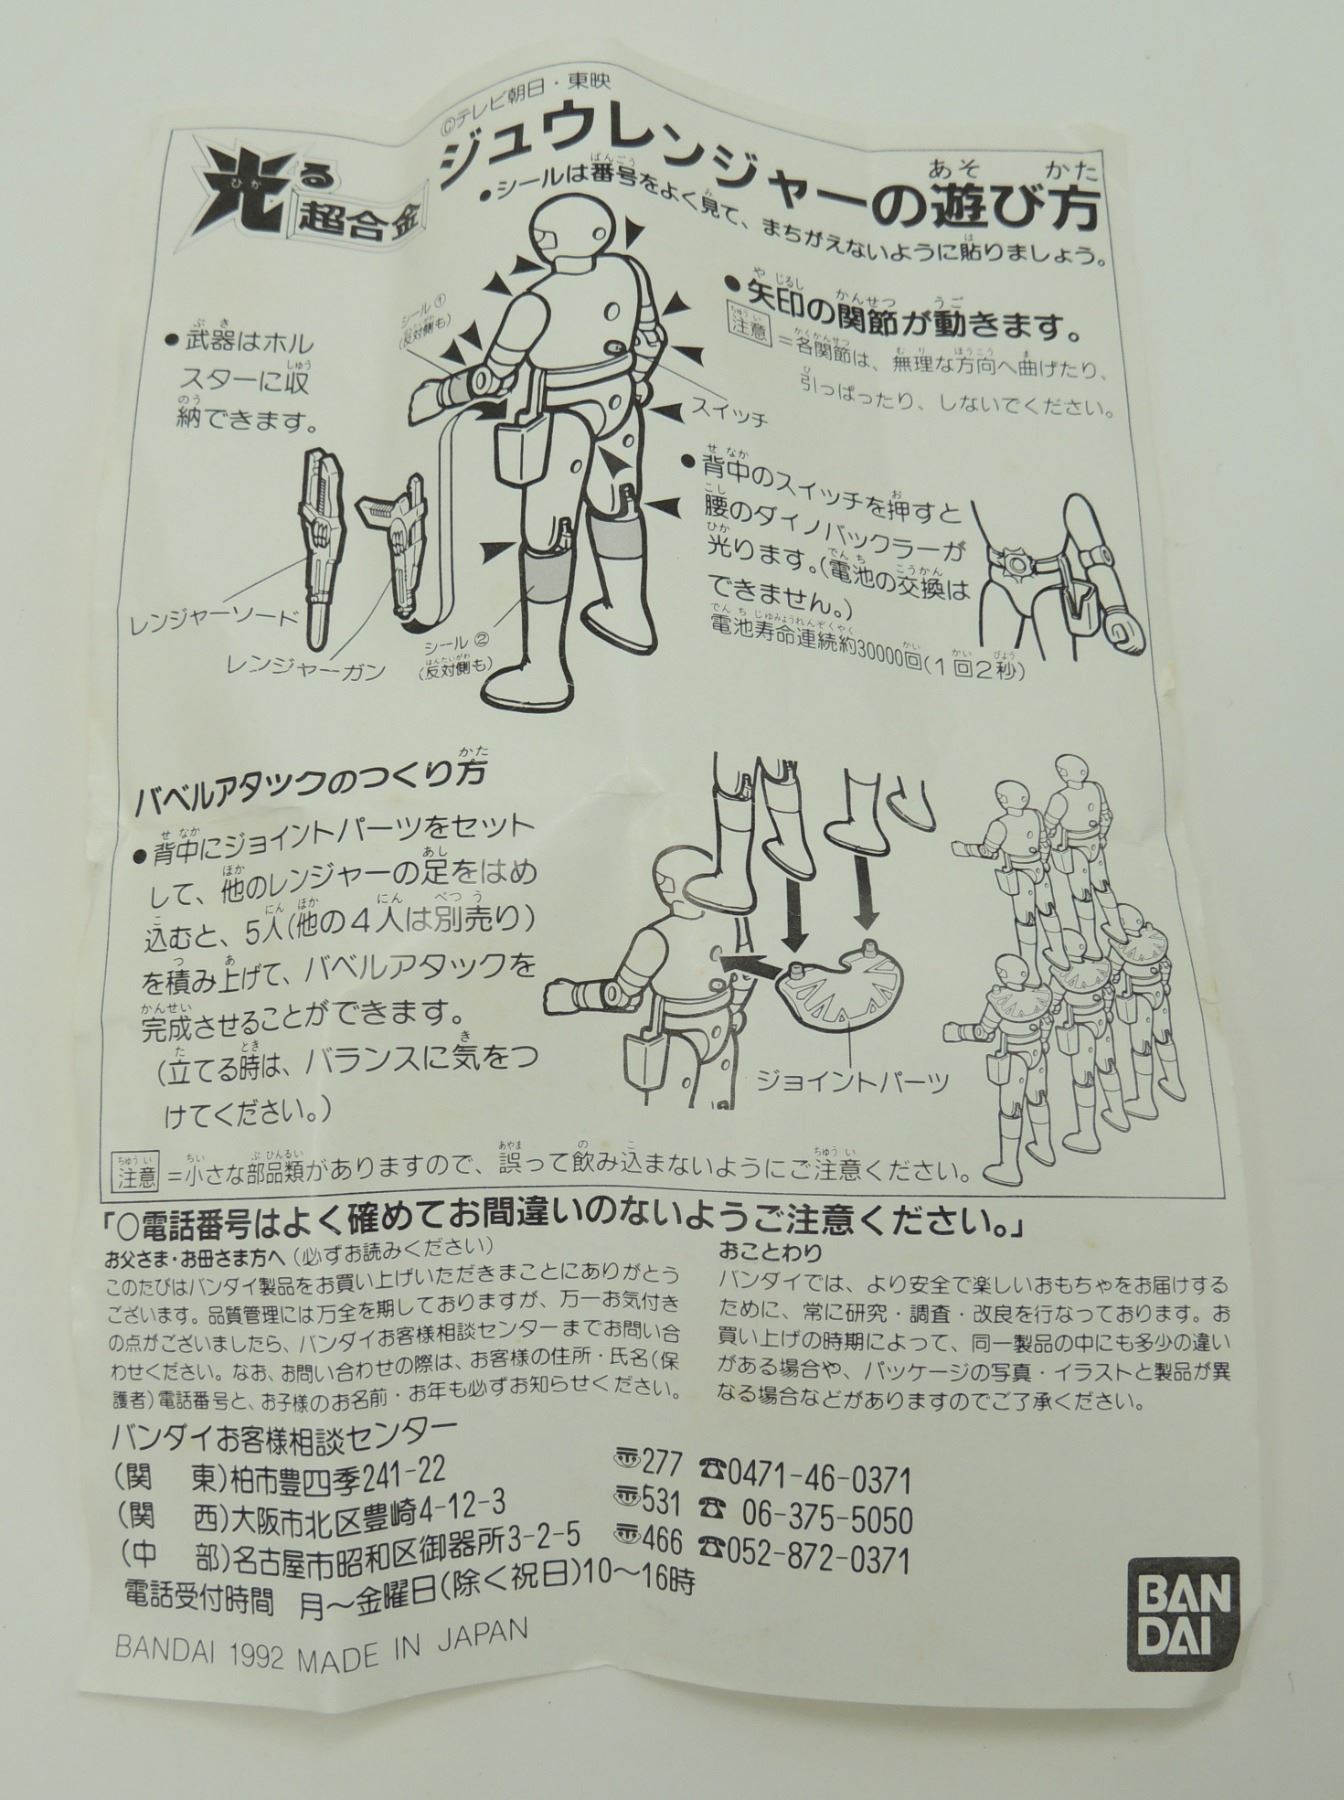 ©テレビ朝日・東映
光る
超合金
ジュウレンジャーの遊び方
●シールは番号をよく見て、まちがえないように貼りましょう。
●武器はホル
スターに収
納できます。
シール①
(反対側も)
●矢印の関節が動きます。
注意=各関節は、無理な方向へ曲げたり、
引っぱったり、しないでください。
スイッチ
●背中のスイッチを押すと
腰のダイノバックラーが
光ります。(電池の交換は
できません。)
電池寿命連続約30000回(1回2秒)
レンジャーソード
レンジャーガン
シール②
(反対側も)
バベルアタックのつくり方
●背中にジョイントパーツをセット
して、他のレンジャーの足をはめ
込むと、5人(他の4人は別売り)
を積み上げて、バベルアタックを
完成させることができます。
(立てる時は、バランスに気をつ
けてください。)
ジョイントパーツ
注意=小さな部品類がありますので、誤って飲み込まないようにご注意ください。
「○電話番号はよく確めてお間違いのないようご注意ください。」
お父さま・お母さま方へ(必ずお読みください)
このたびはバンダイ製品をお買い上げいただきまことにありがとう
ございます。品質管理には万全を期しておりますが、万一お気付き
の点がございましたら、バンダイお客様相談センターまでお問い合
わせください。なお、お問い合わせの際は、お客様の住所・氏名(保
護者)電話番号と、お子様のお名前・お年も必ずお知らせください。
おことわり
バンダイでは、より安全で楽しいおもちゃをお届けする
ために、常に研究・調査・改良を行なっております。お
買い上げの時期によって、同一製品の中にも多少の違い
がある場合や、パッケージの写真・イラストと製品が異
なる場合などがありますのでご了承ください。
バンダイお客様相談センター
(関 東)柏市豊四季241-22 〠277 ☎0471-46-0371
(関 西)大阪市北区豊崎4-12-3 〠531 ☎06-375-5050
(中 部)名古屋市昭和区御器所3-2-5 〠466 ☎052-872-0371
電話受付時間 月～金曜日(除く祝日)10～16時
BANDAI 1992 MADE IN JAPAN
BAN
DAI